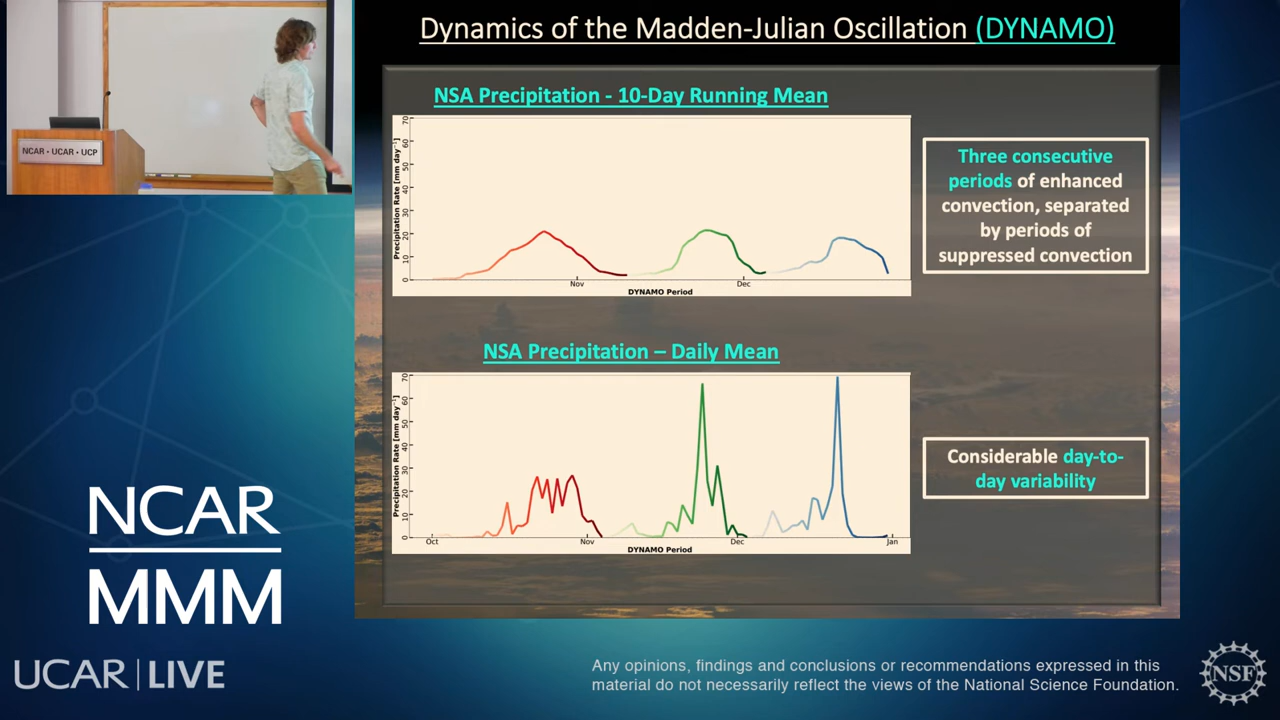 Dynamics of the Madden-Julian Oscillation (DYNAMO)
NCAR • UCAR • UCP
NSA Precipitation - 10-Day Running Mean
Precipitation Rate [mm day⁻¹]
70
60
50
40
30
20
10
0
Nov
Dec
DYNAMO Period
Three consecutive
periods of enhanced
convection, separated
by periods of
suppressed convection
NSA Precipitation – Daily Mean
Precipitation Rate [mm day⁻¹]
70
60
50
40
30
20
10
0
Oct
Nov
Dec
Jan
DYNAMO Period
Considerable day-to-
day variability
NCAR
MMM
UCAR | LIVE
Any opinions, findings and conclusions or recommendations expressed in this
material do not necessarily reflect the views of the National Science Foundation.
NSF